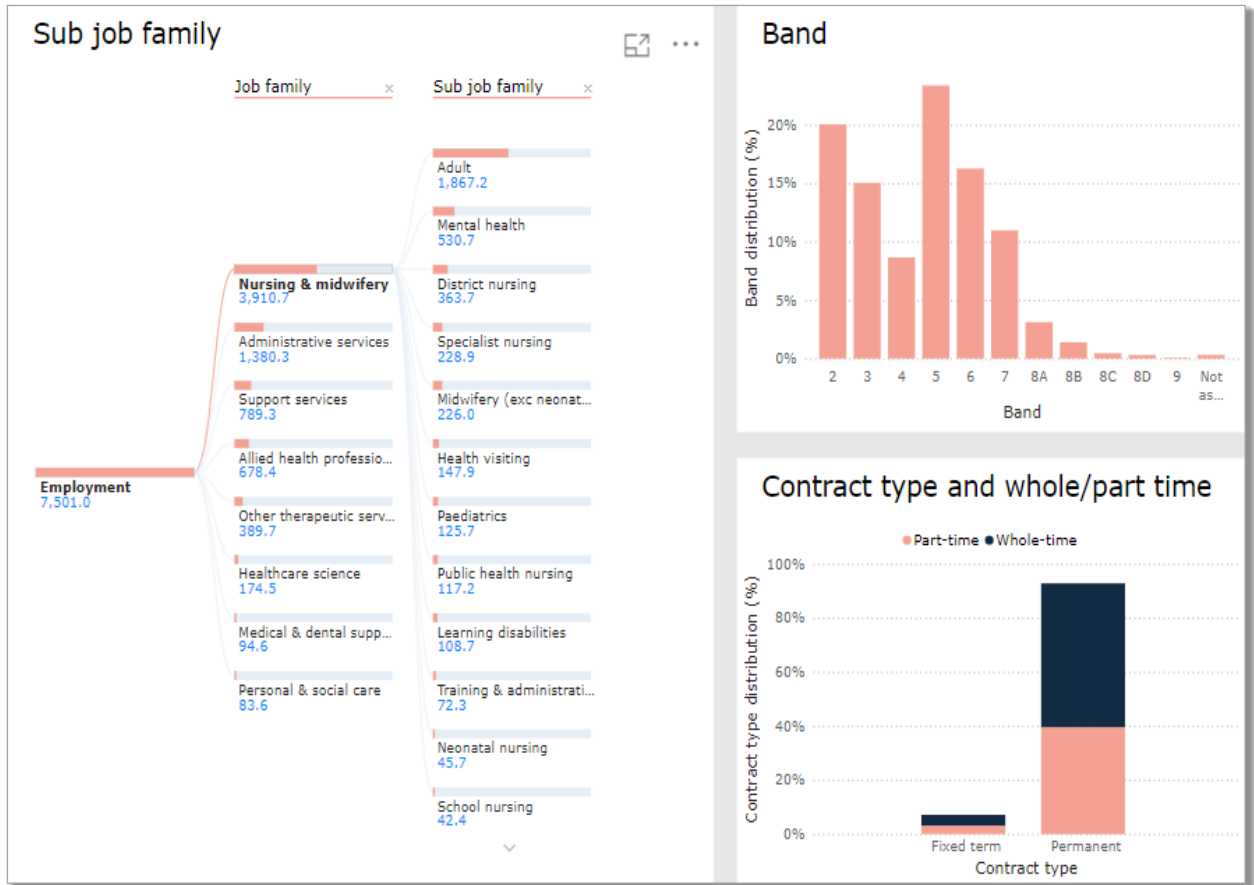 Sub job family
Job family
Sub job family
Employment
7,501.0
Nursing & midwifery
3,910.7
Administrative services
1,380.3
Support services
789.3
Allied health professio...
678.4
Other therapeutic serv...
389.7
Healthcare science
174.5
Medical & dental supp...
94.6
Personal & social care
83.6
Adult
1,867.2
Mental health
530.7
District nursing
363.7
Specialist nursing
228.9
Midwifery (exc neonat...
226.0
Health visiting
147.9
Paediatrics
125.7
Public health nursing
117.2
Learning disabilities
108.7
Training & administrati...
72.3
Neonatal nursing
45.7
School nursing
42.4
Band
Band distribution (%)
20%
15%
10%
5%
0%
2 3 4 5 6 7 8A 8B 8C 8D 9 Not
as...
Band
Contract type and whole/part time
Part-time Whole-time
Contract type distribution (%)
100%
80%
60%
40%
20%
0%
Fixed term Permanent
Contract type